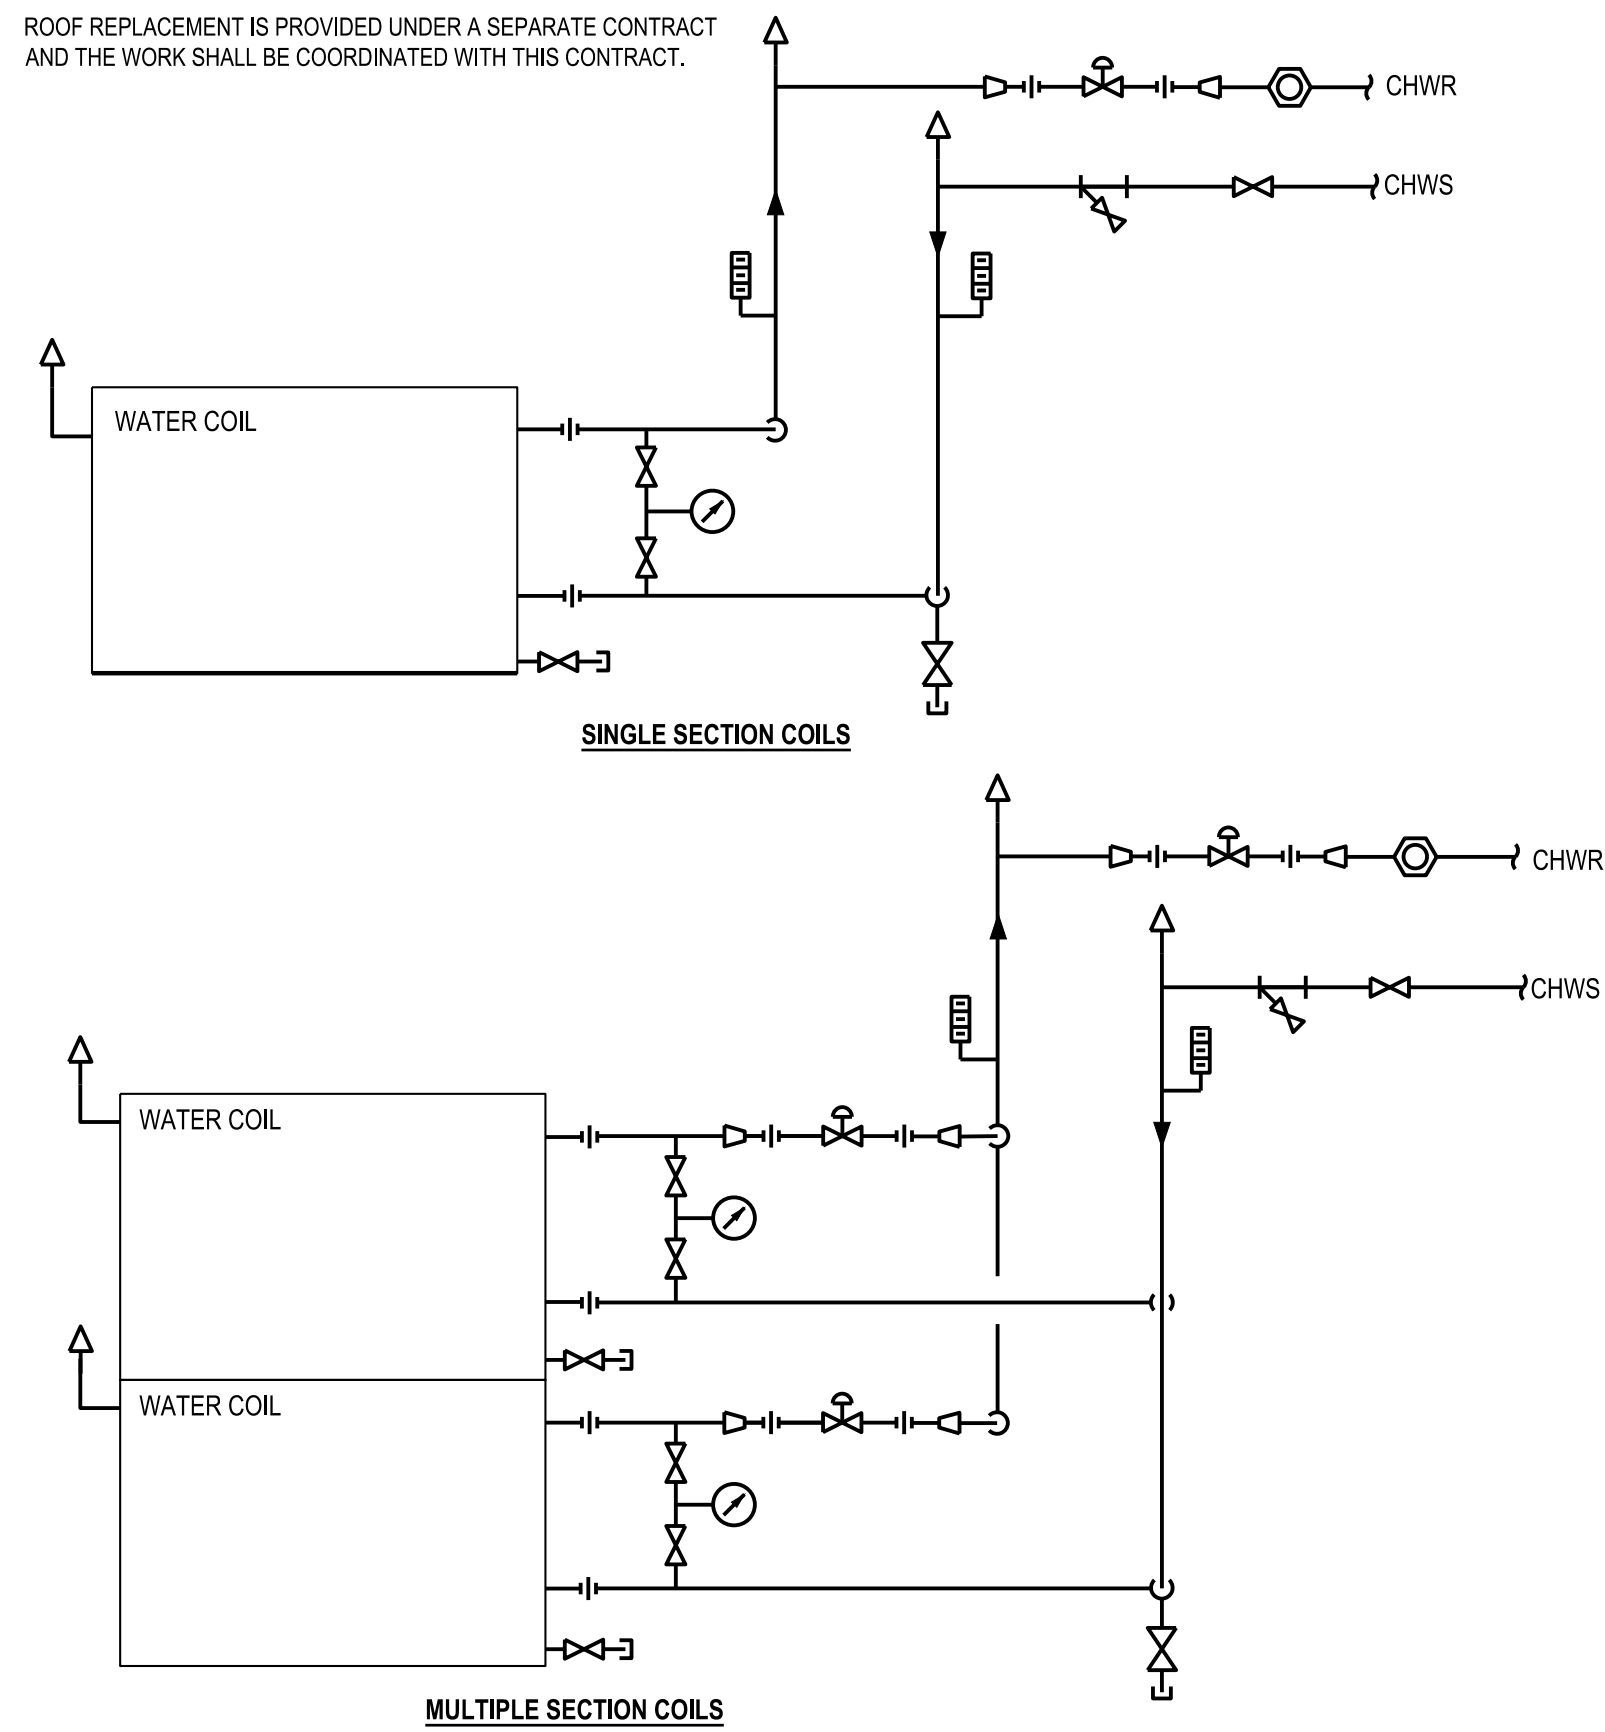 ROOF REPLACEMENT IS PROVIDED UNDER A SEPARATE CONTRACT
AND THE WORK SHALL BE COORDINATED WITH THIS CONTRACT.
CHWR
CHWS
WATER COIL
SINGLE SECTION COILS
CHWR
CHWS
WATER COIL
WATER COIL
MULTIPLE SECTION COILS